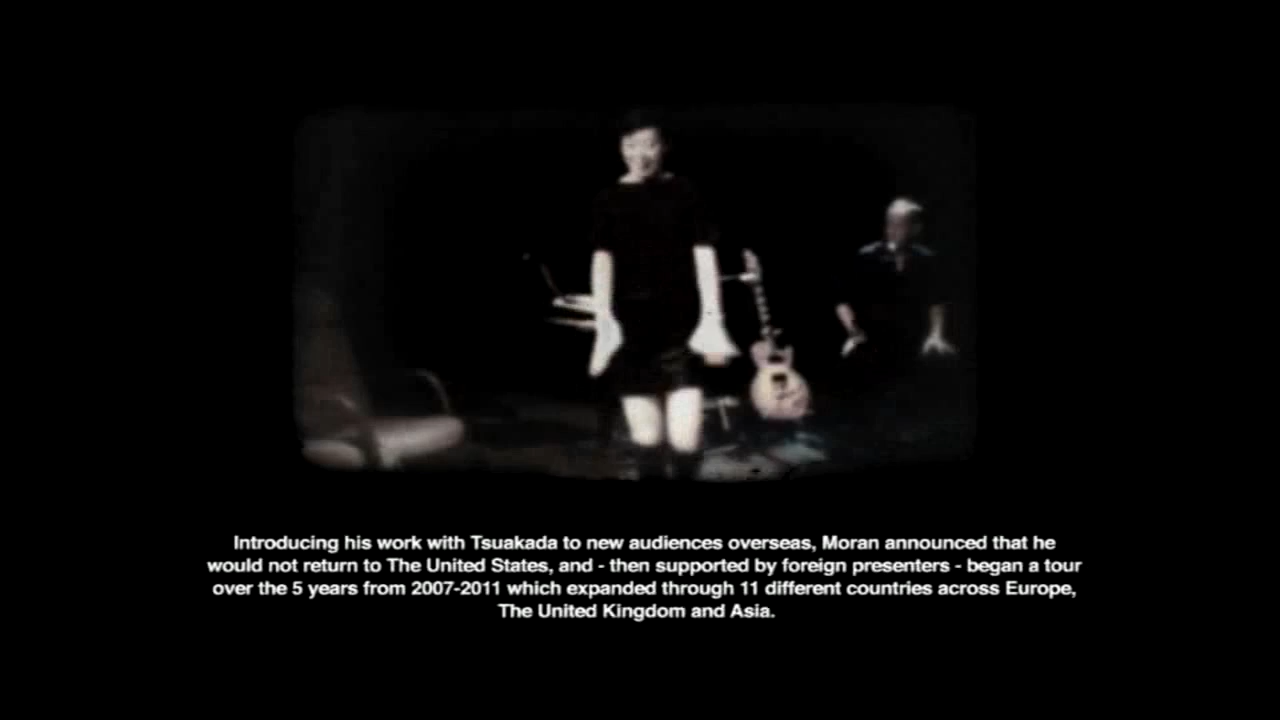 Introducing his work with Tsuakada to new audiences overseas, Moran announced that he
would not return to The United States, and - then supported by foreign presenters - began a tour
over the 5 years from 2007-2011 which expanded through 11 different countries across Europe,
The United Kingdom and Asia.